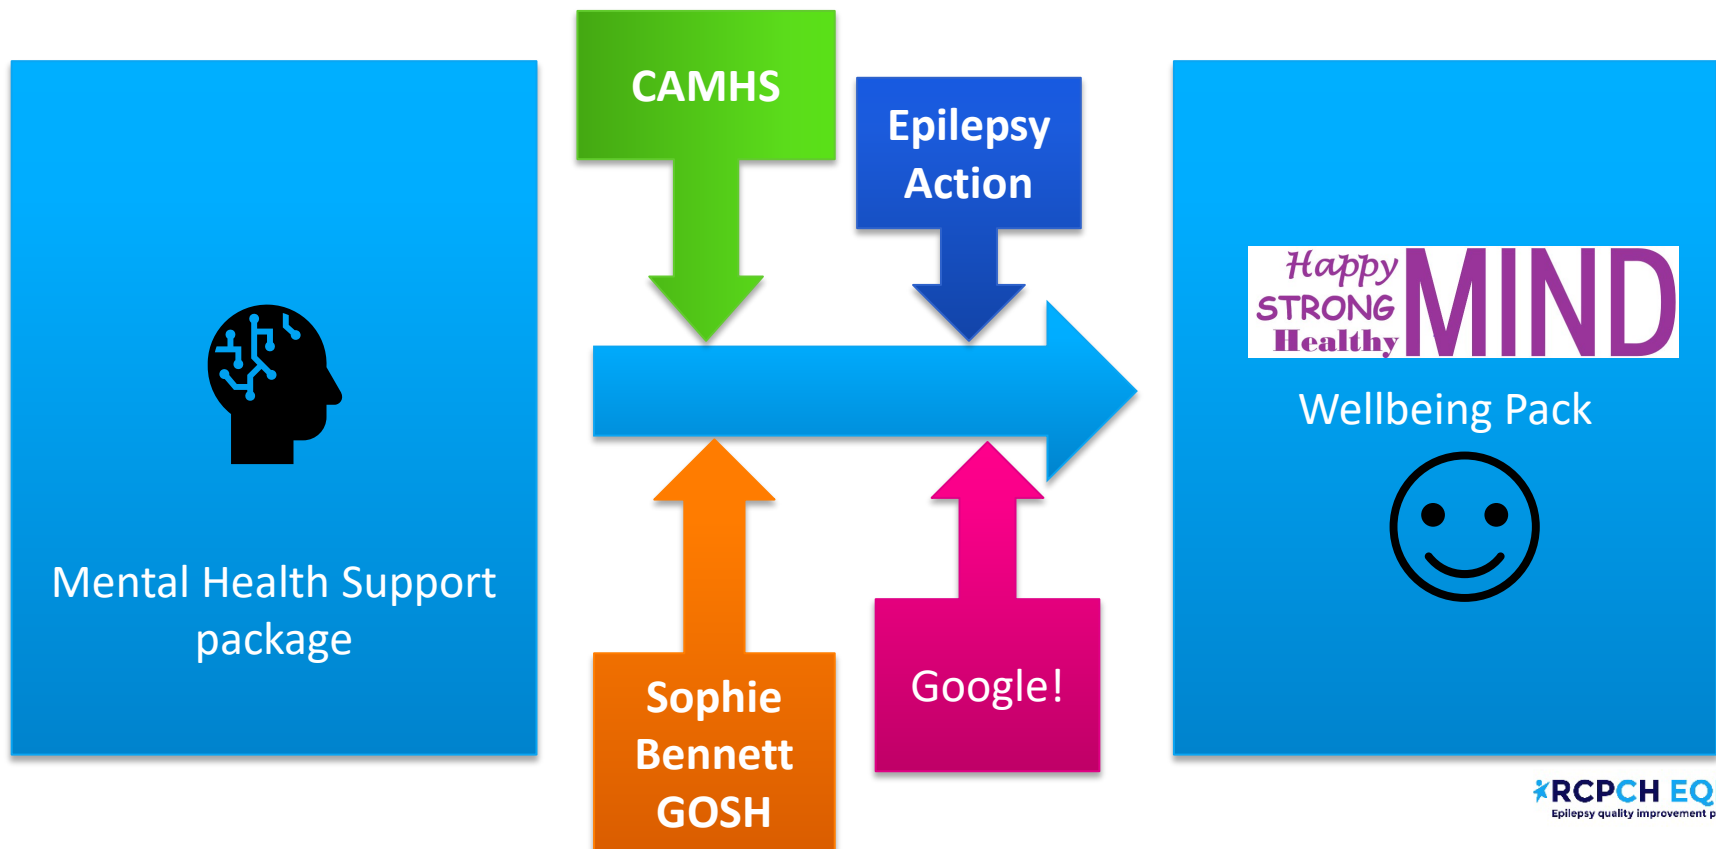 Mental Health Support
package
CAMHS
Epilepsy
Action
Sophie
Bennett
GOSH
Google!
Happy
STRONG
Healthy
MIND
Wellbeing Pack
RCPCH EQ
Epilepsy quality improvement p